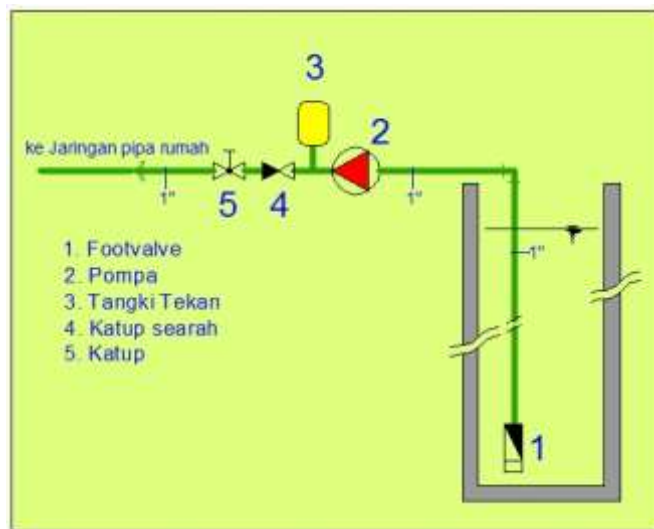 3
2
ke Jaringan pipa rumah
1"
5
4
1"
1"
1. Footvalve
2. Pompa
3. Tangki Tekan
4. Katup searah
5. Katup
1